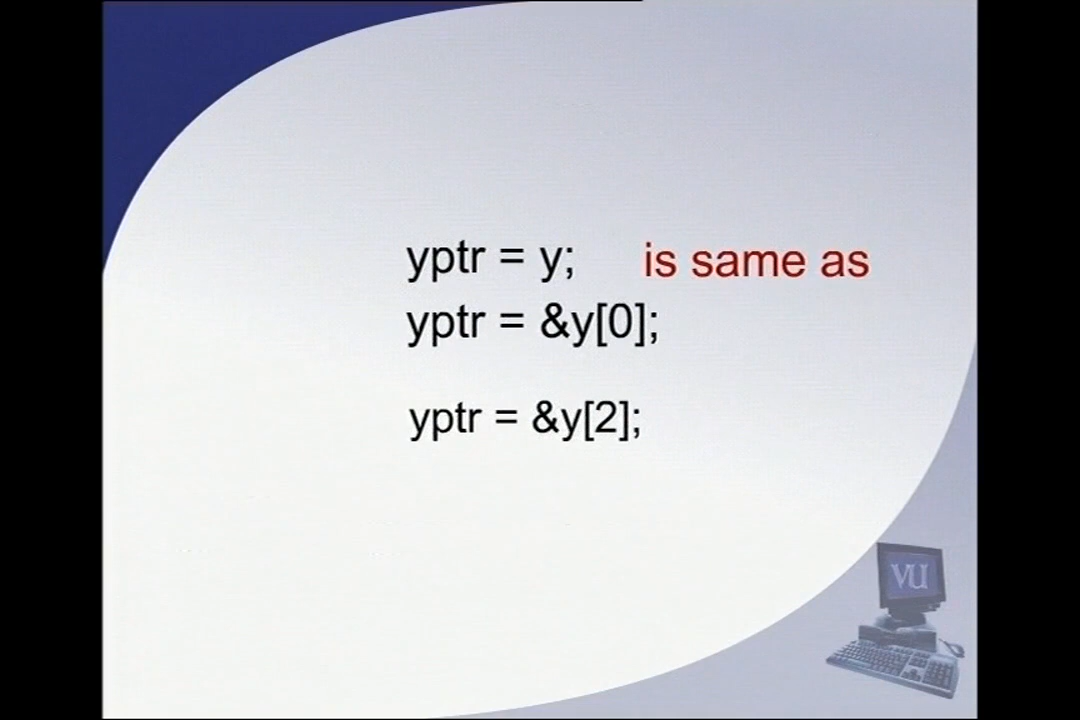 yptr = y; is same as
yptr = &y[0];
yptr = &y[2];
VU